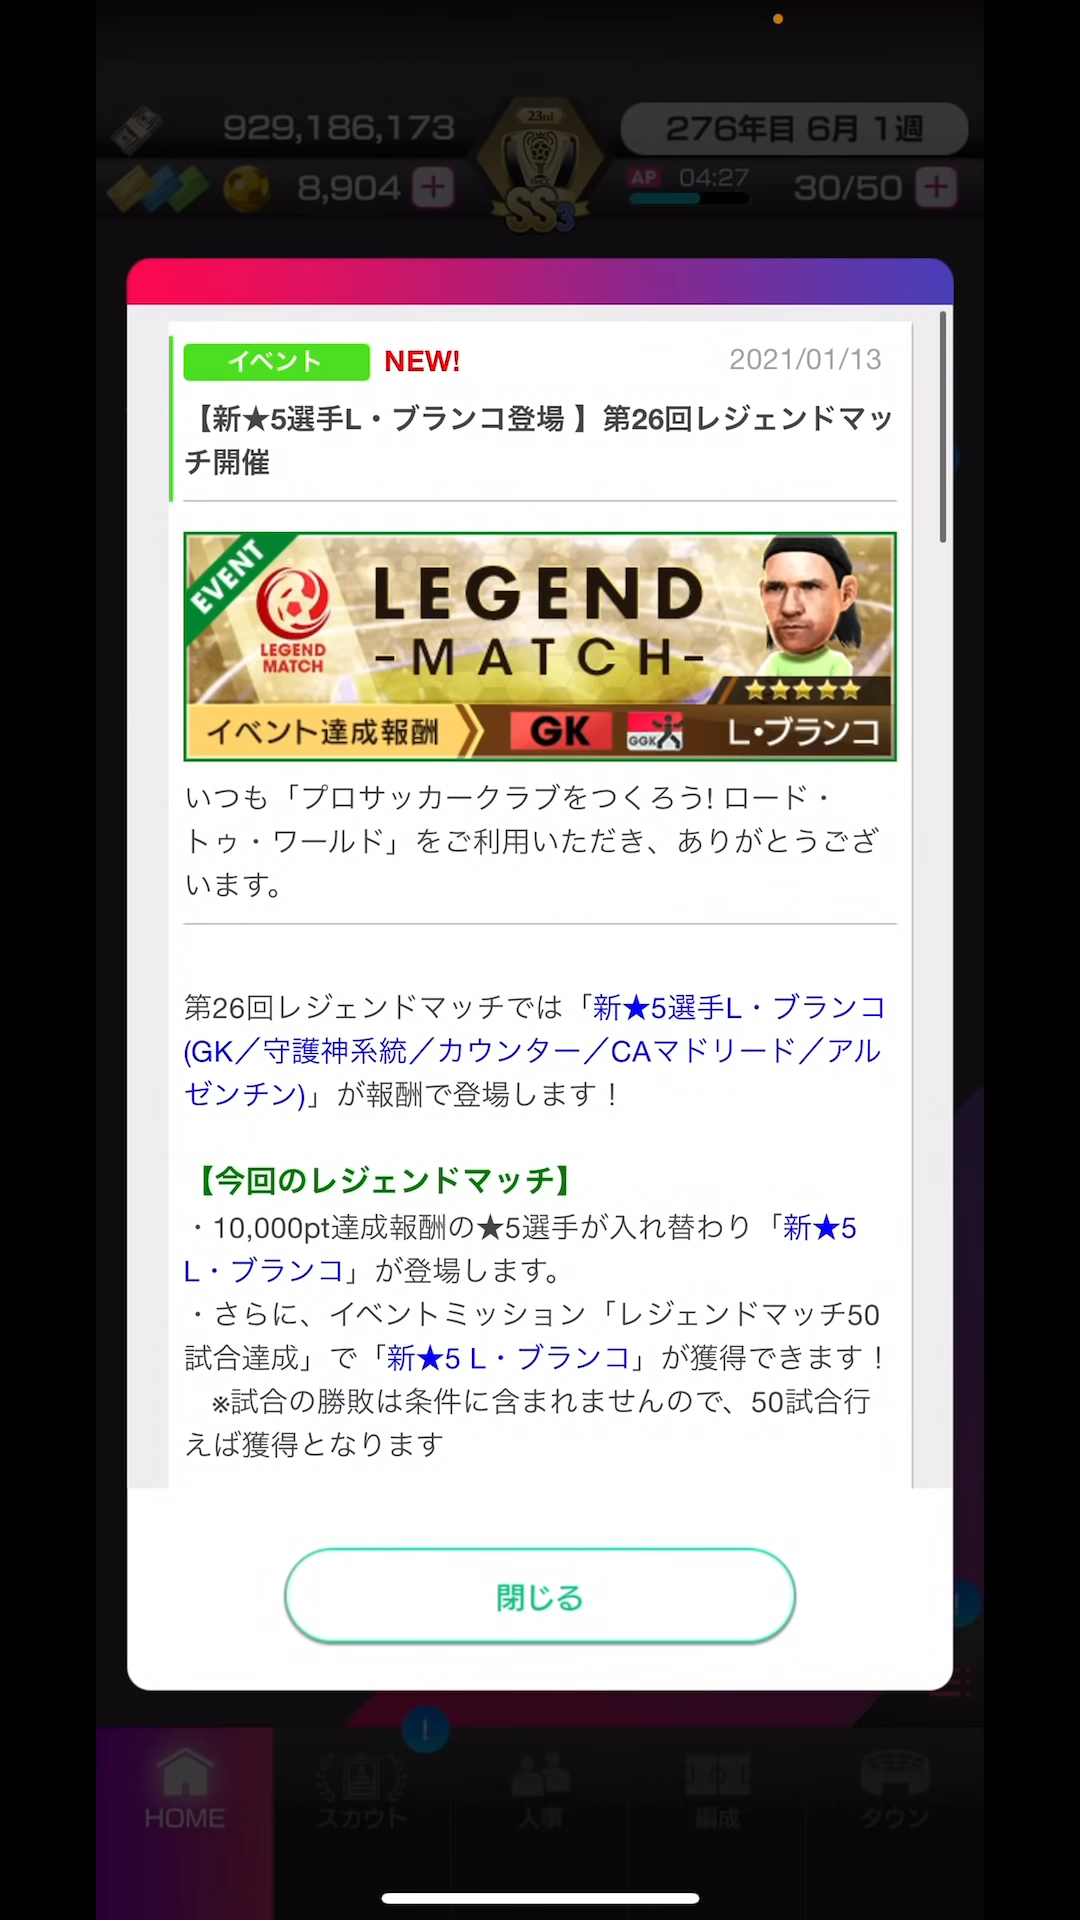 929,186,173
23rd
276年目 6月 1週
8,904
SS3
AP 04:27
30/50
イベント NEW! 2021/01/13
【新★5選手L・ブランコ登場 】第26回レジェンドマッ
チ開催
EVENT
LEGEND
MATCH
LEGEND
-MATCH-
★★★★★
イベント達成報酬
GK
GGK
L・ブランコ
いつも「プロサッカークラブをつくろう! ロード・
トゥ・ワールド」をご利用いただき、ありがとうござ
います。
第26回レジェンドマッチでは「新★5選手L・ブランコ
(GK／守護神系統／カウンター／CAマドリード／アル
ゼンチン)」が報酬で登場します！
【今回のレジェンドマッチ】
・10,000pt達成報酬の★5選手が入れ替わり「新★5
L・ブランコ」が登場します。
・さらに、イベントミッション「レジェンドマッチ50
試合達成」で「新★5 L・ブランコ」が獲得できます！
※試合の勝敗は条件に含まれませんので、50試合行
えば獲得となります
閉じる
HOME
スカウト
人事
編成
タウン